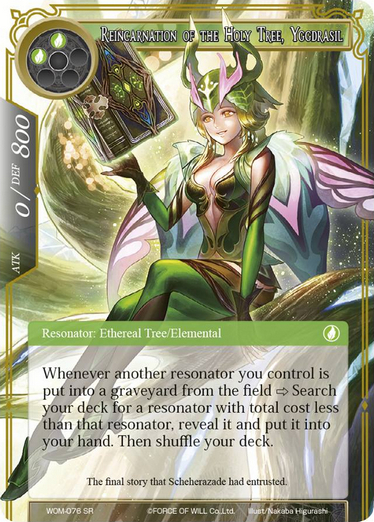 Reincarnation of the Holy Tree, Yggdrasil
ATK 0 / DEF 800
Resonator: Ethereal Tree/Elemental
Whenever another resonator you control is
put into a graveyard from the field ⇨ Search
your deck for a resonator with total cost less
than that resonator, reveal it and put it into
your hand. Then shuffle your deck.
The final story that Scheherazade had entrusted.
WOM-076 SR ©FORCE OF WILL Co.,Ltd. Illust/Nakaba Higurashi